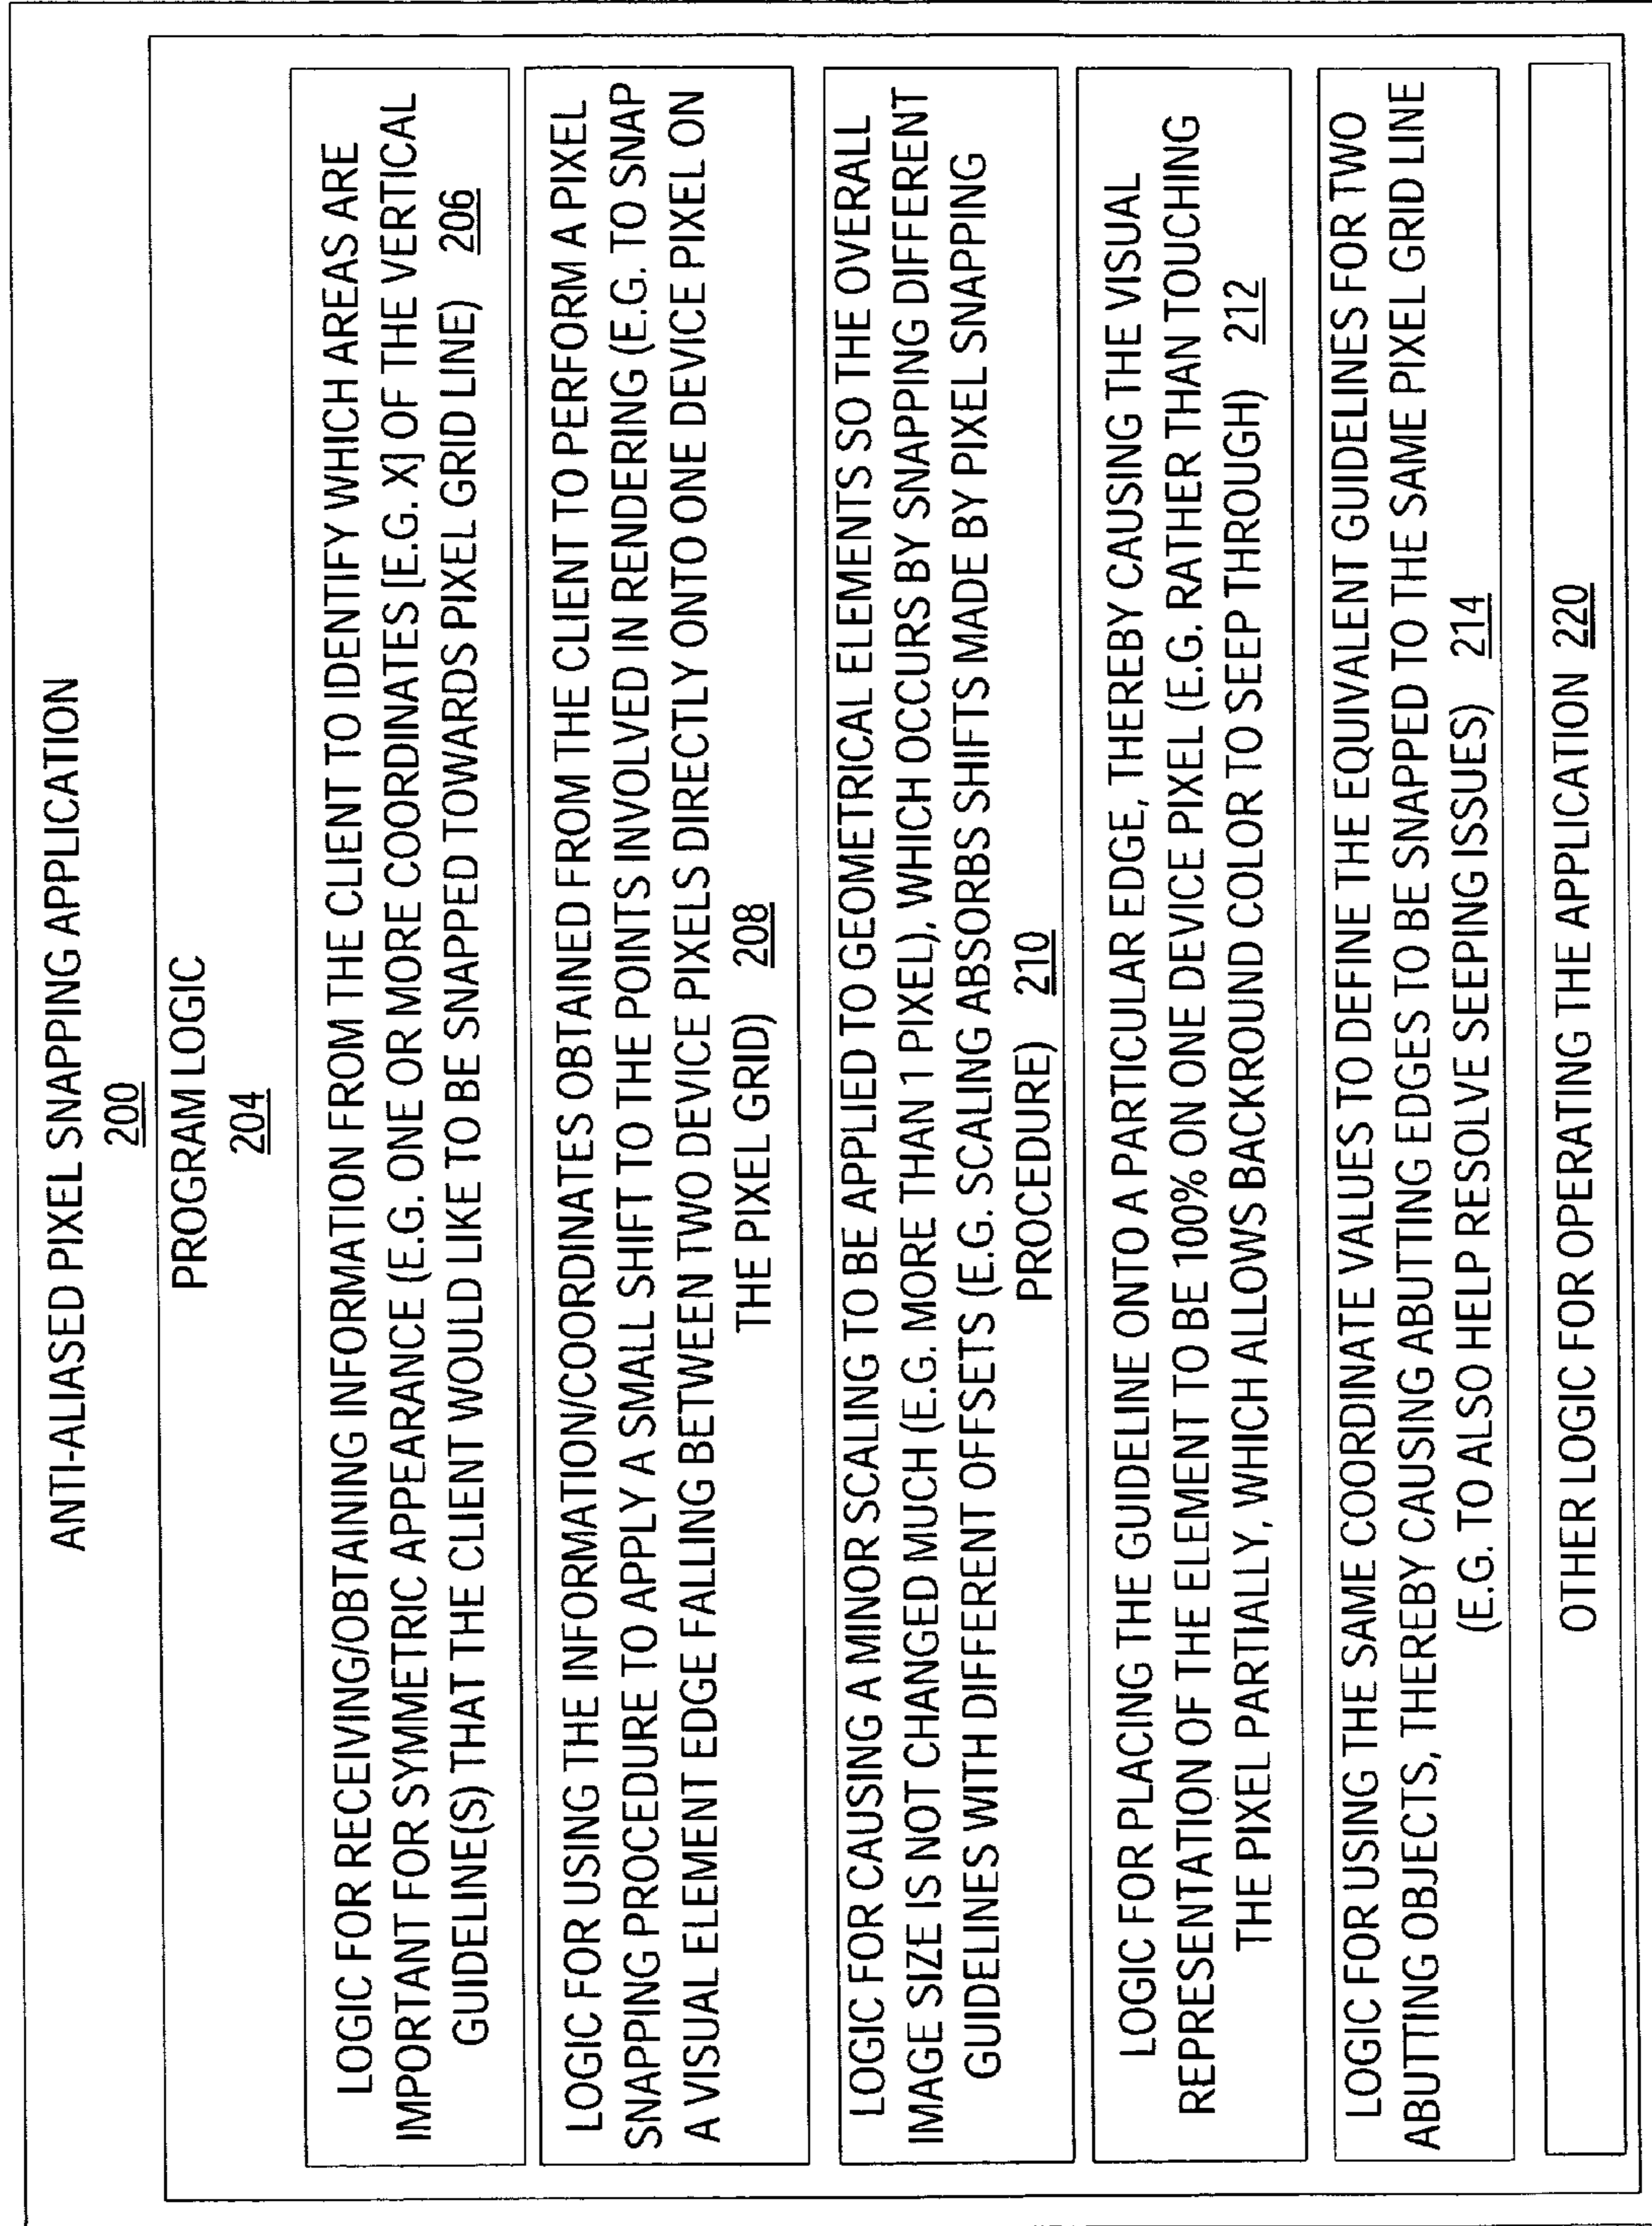 ANTI-ALIASED PIXEL SNAPPING APPLICATION
200
PROGRAM LOGIC
204
LOGIC FOR RECEIVING/OBTAINING INFORMATION FROM THE CLIENT TO IDENTIFY WHICH AREAS ARE
IMPORTANT FOR SYMMETRIC APPEARANCE (E.G. ONE OR MORE COORDINATES [E.G. X] OF THE VERTICAL
GUIDELINE(S) THAT THE CLIENT WOULD LIKE TO BE SNAPPED TOWARDS PIXEL GRID LINE) 206
LOGIC FOR USING THE INFORMATION/COORDINATES OBTAINED FROM THE CLIENT TO PERFORM A PIXEL
SNAPPING PROCEDURE TO APPLY A SMALL SHIFT TO THE POINTS INVOLVED IN RENDERING (E.G. TO SNAP
A VISUAL ELEMENT EDGE FALLING BETWEEN TWO DEVICE PIXELS DIRECTLY ONTO ONE DEVICE PIXEL ON
THE PIXEL GRID) 208
LOGIC FOR CAUSING A MINOR SCALING TO BE APPLIED TO GEOMETRICAL ELEMENTS SO THE OVERALL
IMAGE SIZE IS NOT CHANGED MUCH (E.G. MORE THAN 1 PIXEL), WHICH OCCURS BY SNAPPING DIFFERENT
GUIDELINES WITH DIFFERENT OFFSETS (E.G. SCALING ABSORBS SHIFTS MADE BY PIXEL SNAPPING
PROCEDURE) 210
LOGIC FOR PLACING THE GUIDELINE ONTO A PARTICULAR EDGE, THEREBY CAUSING THE VISUAL
REPRESENTATION OF THE ELEMENT TO BE 100% ON ONE DEVICE PIXEL (E.G. RATHER THAN TOUCHING
THE PIXEL PARTIALLY, WHICH ALLOWS BACKROUND COLOR TO SEEP THROUGH) 212
LOGIC FOR USING THE SAME COORDINATE VALUES TO DEFINE THE EQUIVALENT GUIDELINES FOR TWO
ABUTTING OBJECTS, THEREBY CAUSING ABUTTING EDGES TO BE SNAPPED TO THE SAME PIXEL GRID LINE
(E.G. TO ALSO HELP RESOLVE SEEPING ISSUES) 214
OTHER LOGIC FOR OPERATING THE APPLICATION 220